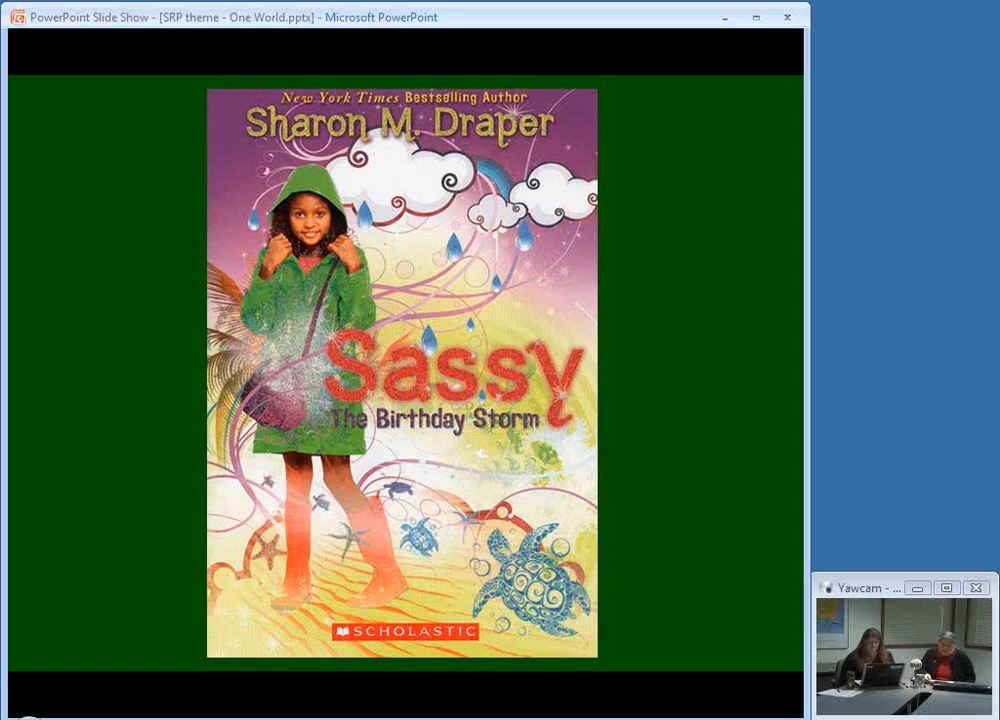 PowerPoint Slide Show - [SRP theme - One World.pptx] - Microsoft PowerPoint
New York Times Bestselling Author
Sharon M. Draper
Sassy
The Birthday Storm
SCHOLASTIC
Yawcam - ...